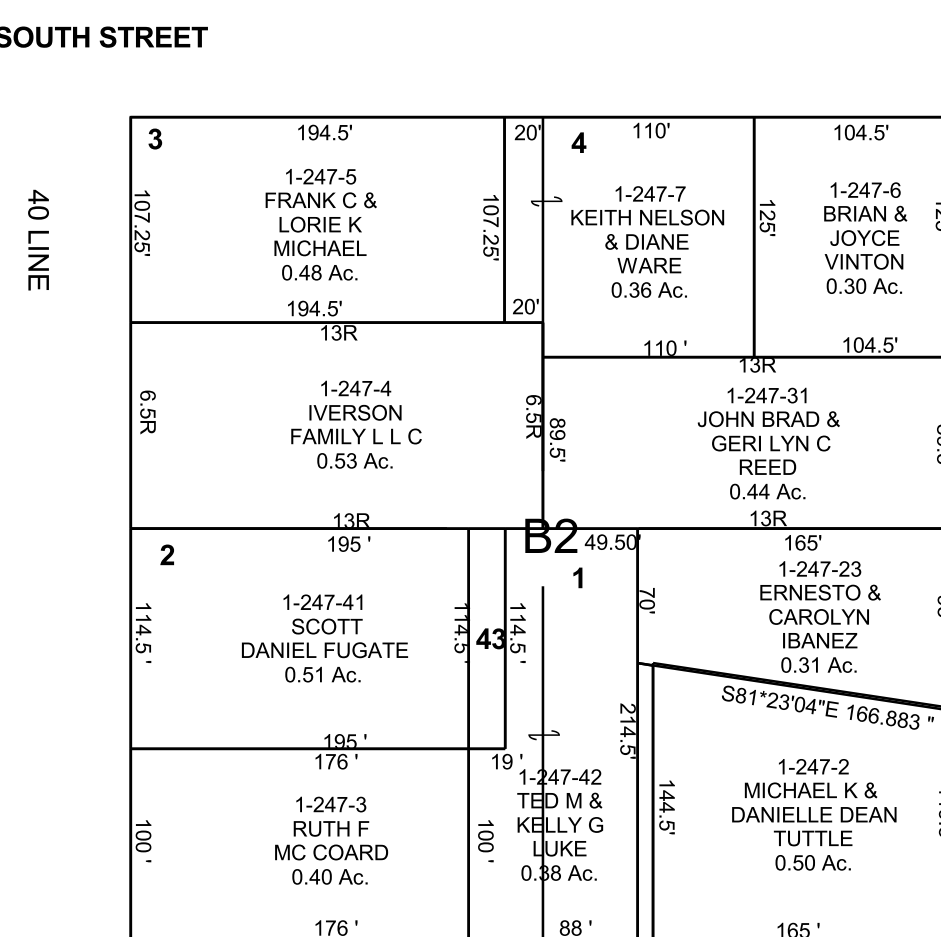 SOUTH STREET
40 LINE
3
194.5'
20'
4
110'
104.5'
107.25'
1-247-5
FRANK C &
LORIE K
MICHAEL
0.48 Ac.
107.25'
1-247-7
KEITH NELSON
& DIANE
WARE
0.36 Ac.
125'
1-247-6
BRIAN &
JOYCE
VINTON
0.30 Ac.
194.5'
20'
13R
110 '
104.5'
13R
6.5R
1-247-4
IVERSON
FAMILY L L C
0.53 Ac.
6.5R
89.5'
1-247-31
JOHN BRAD &
GERI LYN C
REED
0.44 Ac.
13R
13R
B2
2
195 '
49.50'
165'
1
114.5 '
1-247-41
SCOTT
DANIEL FUGATE
0.51 Ac.
114.5 '
43
114.5 '
70'
1-247-23
ERNESTO &
CAROLYN
IBANEZ
0.31 Ac.
S81*23'04"E 166.883 "
214.5'
195 '
176 '
19 '
100 '
1-247-3
RUTH F
MC COARD
0.40 Ac.
100 '
1-247-42
TED M &
KELLY G
LUKE
0.38 Ac.
144.5'
1-247-2
MICHAEL K &
DANIELLE DEAN
TUTTLE
0.50 Ac.
176 '
88 '
165 '